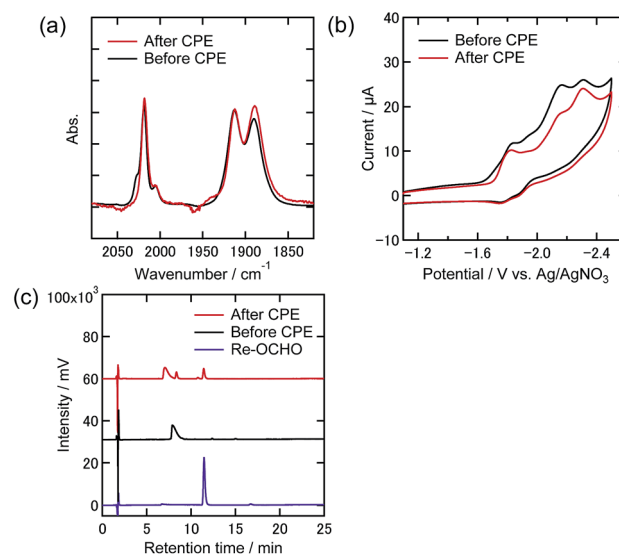 (a)
After CPE
Before CPE
Abs.
2050 2000 1950 1900 1850
Wavenumber / cm⁻¹
(b)
Before CPE
After CPE
Current / µA
40
30
20
10
0
−10
−1.2 −1.6 −2.0 −2.4
Potential / V vs. Ag/AgNO₃
(c)
100x10³
After CPE
Before CPE
Re-OCHO
Intensity / mV
80
60
40
20
0
0 5 10 15 20 25
Retention time / min